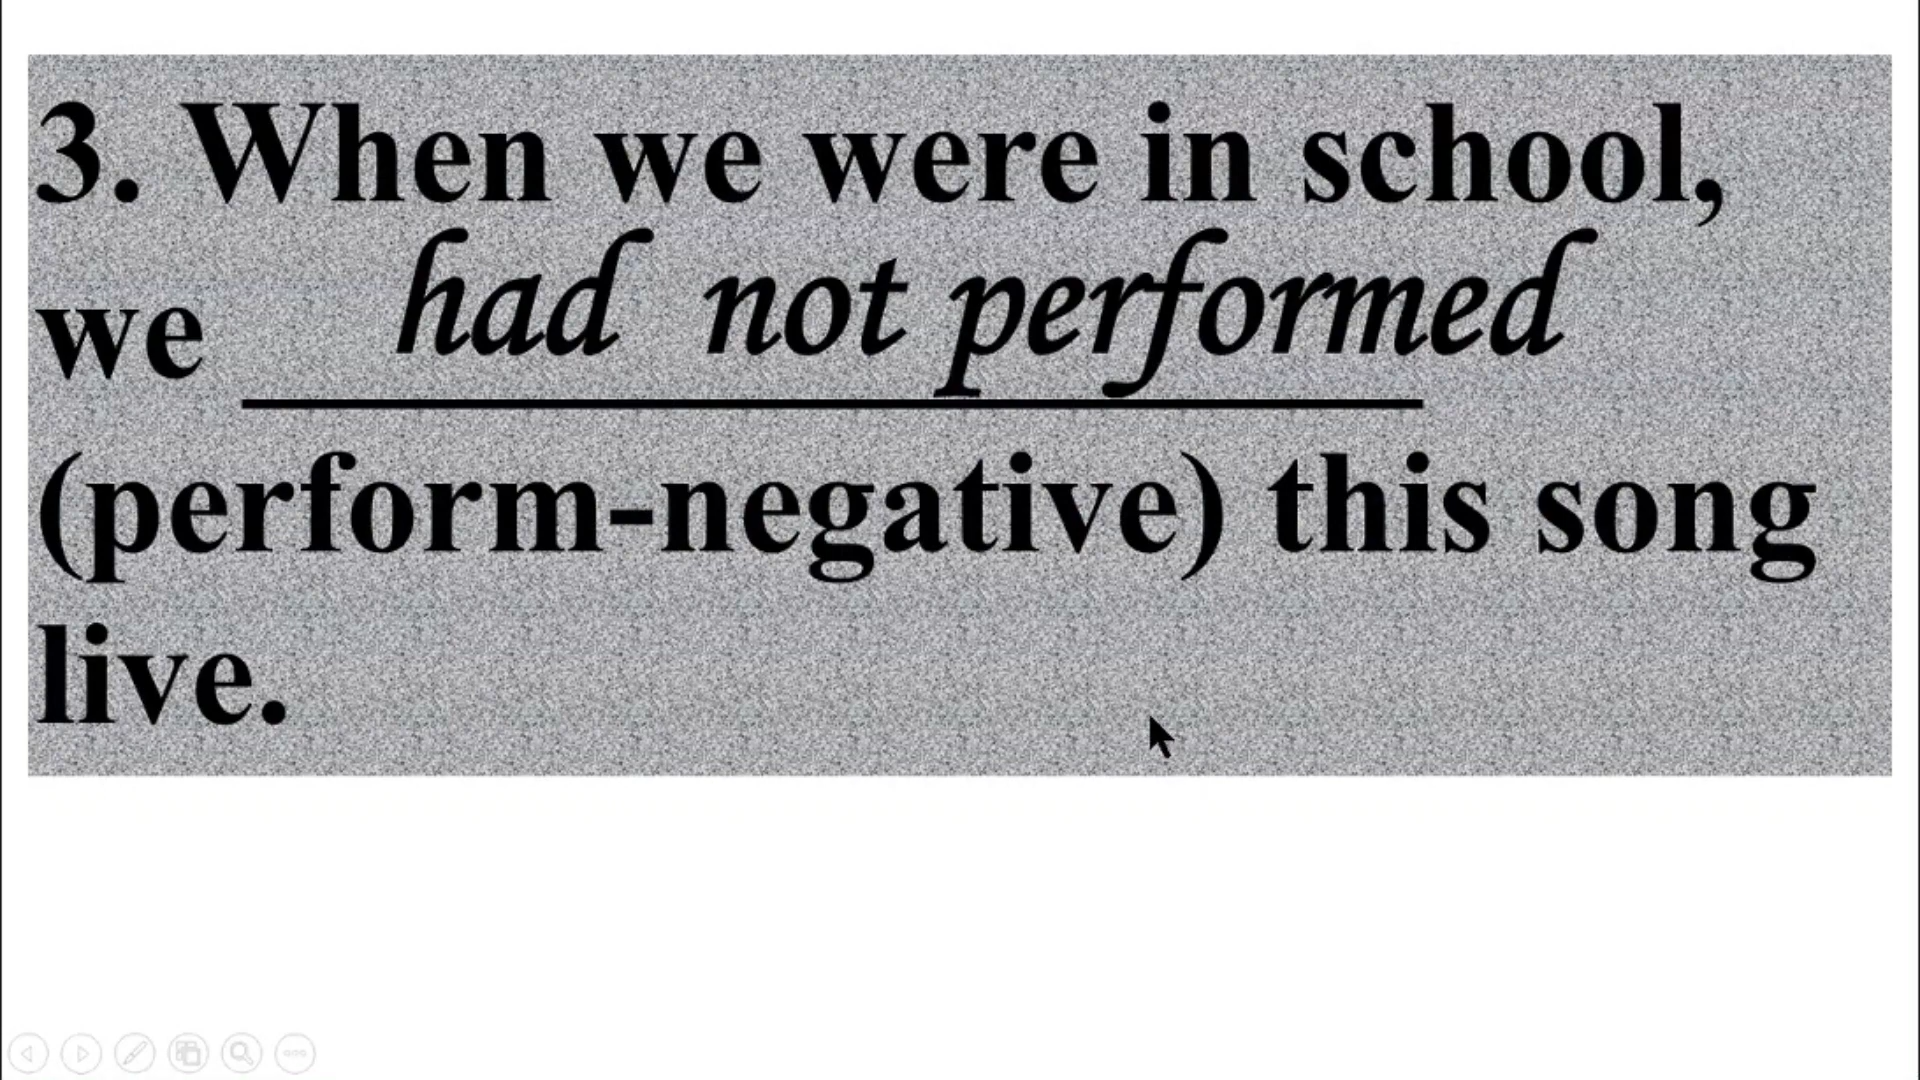 3. When we were in school,
we had not performed
(perform-negative) this song
live.